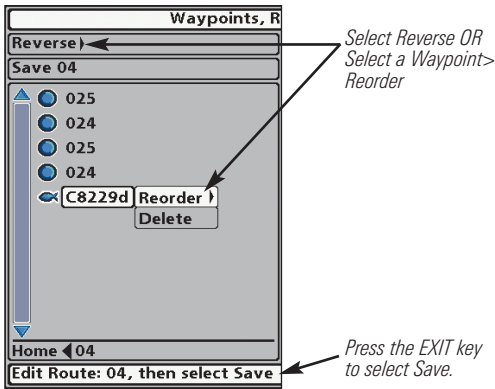 Waypoints, R
Reverse
Save 04
025
024
025
024
C8229d Reorder
Delete
Home 04
Edit Route: 04, then select Save
Select Reverse OR
Select a Waypoint>
Reorder
Press the EXIT key
to select Save.